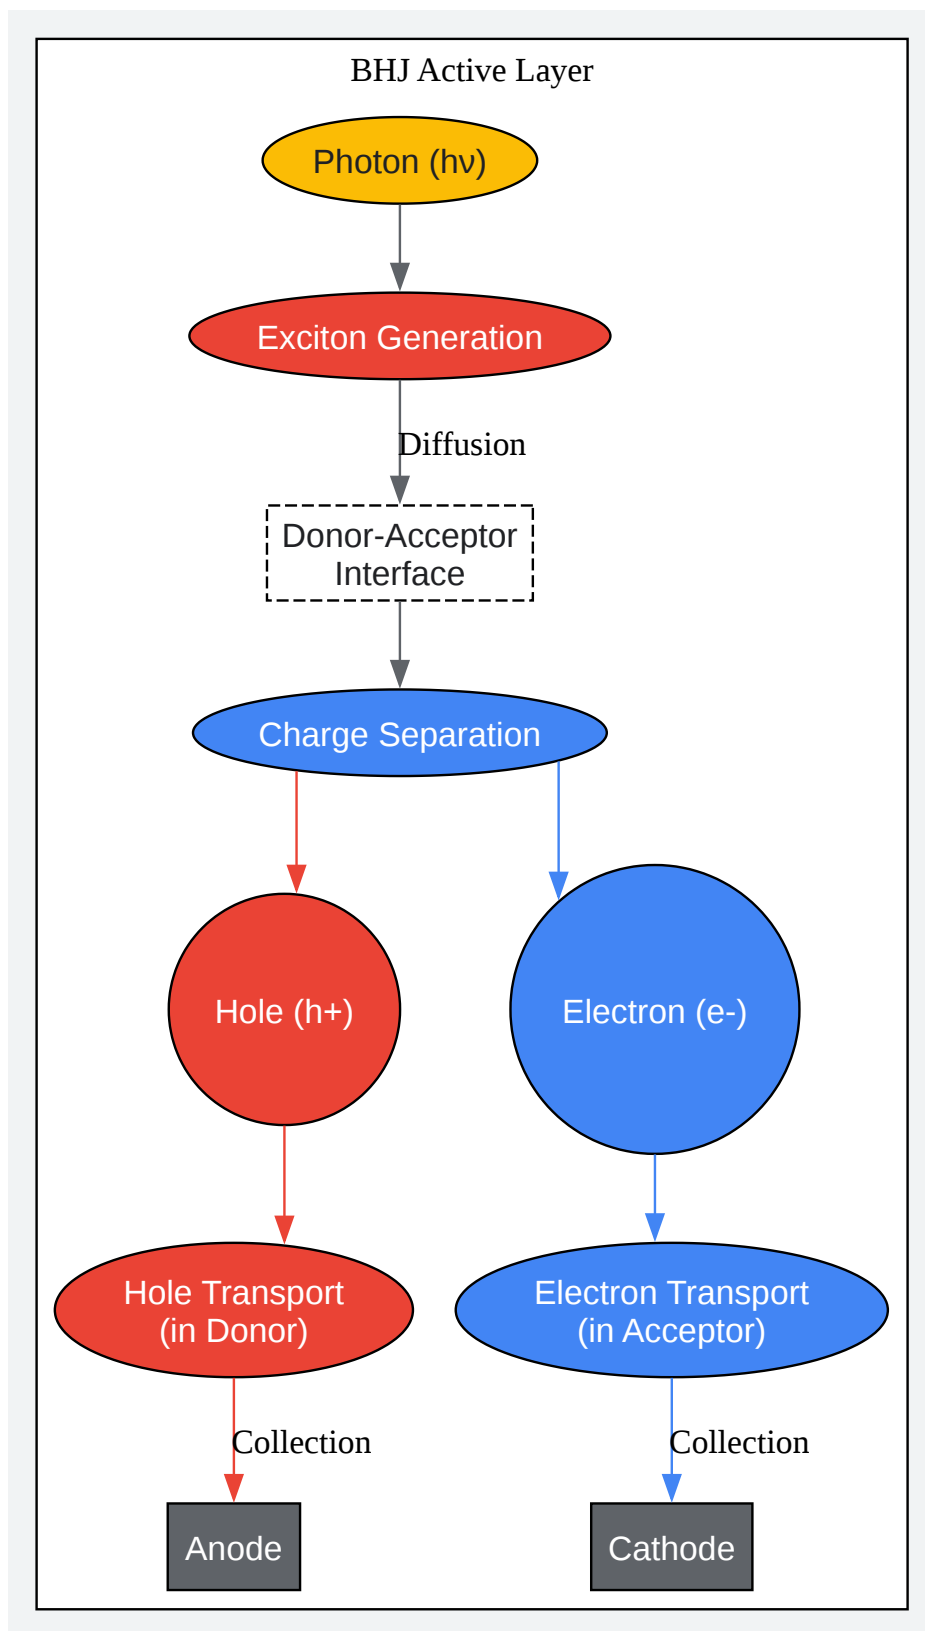 BHJ Active Layer
Photon (hν)
Exciton Generation
Diffusion
Donor-Acceptor
Interface
Charge Separation
Hole (h+)
Electron (e-)
Hole Transport
(in Donor)
Electron Transport
(in Acceptor)
Collection
Collection
Anode
Cathode